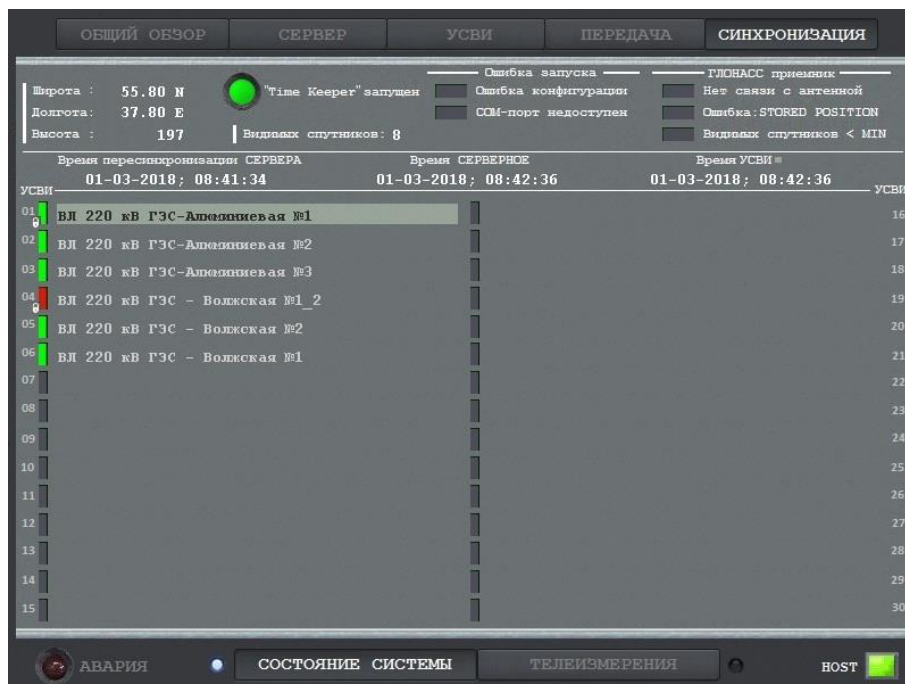 ОБЩИЙ ОБЗОР СЕРВЕР УСВИ ПЕРЕДАЧА СИНХРОНИЗАЦИЯ
Ошибка запуска ГЛОНАСС приемник
Широта : 55.80 N "Time Keeper" запущен Ошибка конфигурации Нет связи с антенной
Долгота: 37.80 E COM-порт недоступен Ошибка:STORED POSITION
Высота : 197 Видимых спутников: 8 Видимых спутников < MIN
Время пересинхронизации СЕРВЕРА Время СЕРВЕРНОЕ Время УСВИ
01-03-2018; 08:41:34 01-03-2018; 08:42:36 01-03-2018; 08:42:36
УСВИ УСВИ
01 ВЛ 220 кВ ГЭС-Алюминиевая №1 16
02 ВЛ 220 кВ ГЭС-Алюминиевая №2 17
03 ВЛ 220 кВ ГЭС-Алюминиевая №3 18
04 ВЛ 220 кВ ГЭС - Волжская №1_2 19
05 ВЛ 220 кВ ГЭС - Волжская №2 20
06 ВЛ 220 кВ ГЭС - Волжская №1 21
07 22
08 23
09 24
10 25
11 26
12 27
13 28
14 29
15 30
АВАРИЯ СОСТОЯНИЕ СИСТЕМЫ ТЕЛЕИЗМЕРЕНИЯ HOST